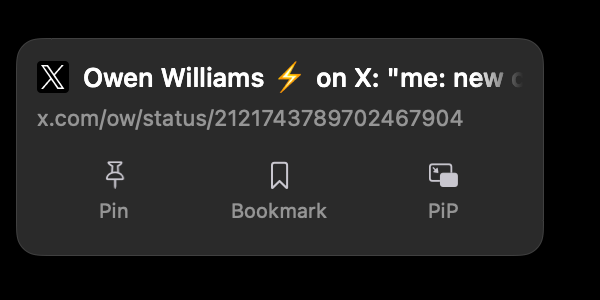 Owen Williams ⚡ on X: "me: new
x.com/ow/status/2121743789702467904
Pin
Bookmark
PiP